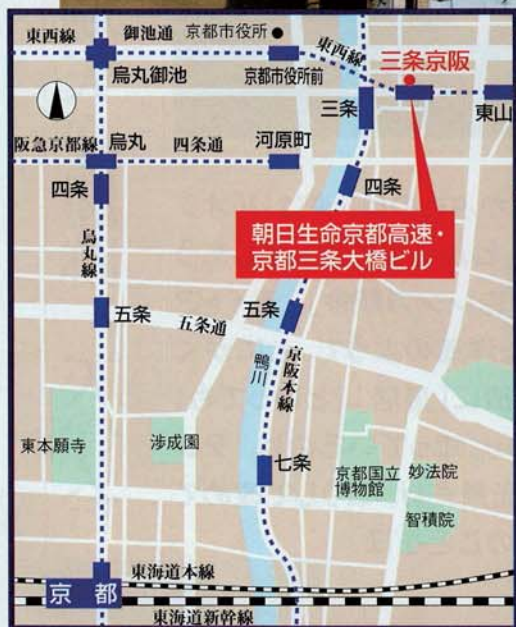 東西線
御池通
京都市役所
烏丸御池
京都市役所前
東西線
三条京阪
三条
東山
阪急京都線
烏丸
四条通
河原町
四条
四条
朝日生命京都高速・
京都三条大橋ビル
烏丸線
五条
五条通
五条
鴨川
京阪本線
東本願寺
渉成園
七条
京都国立
博物館
妙法院
智積院
京都
東海道本線
東海道新幹線